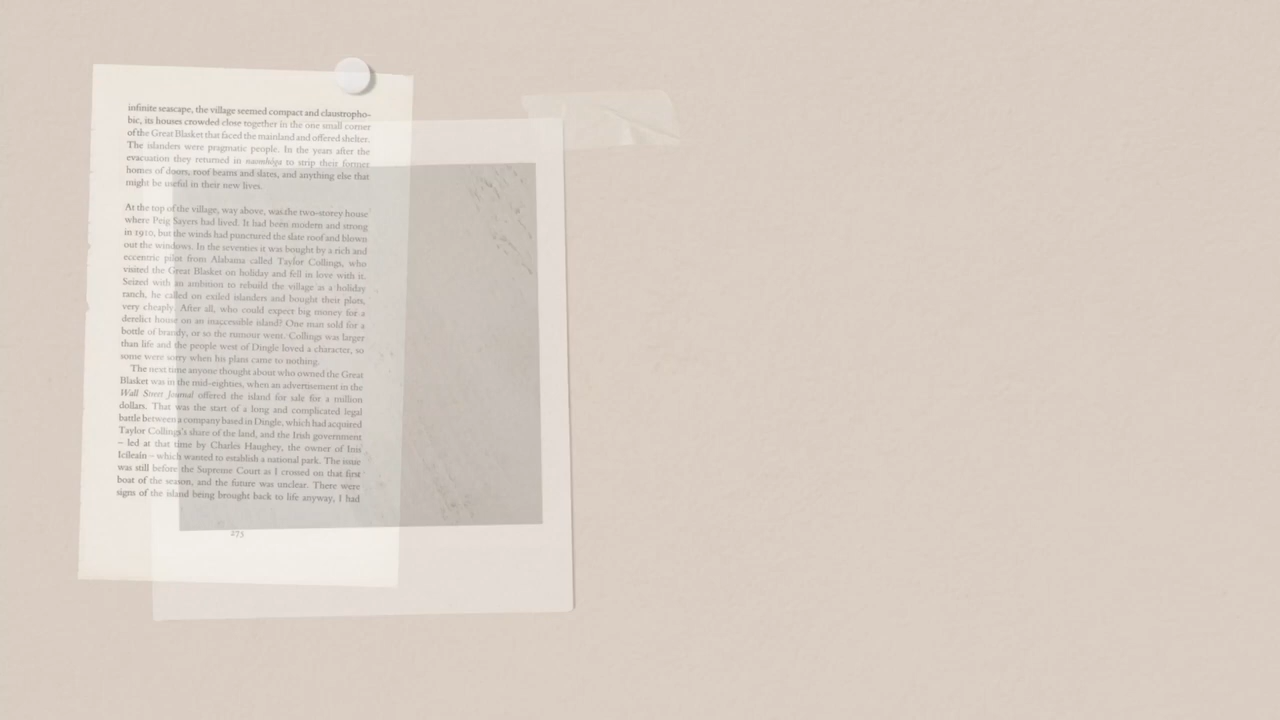 infinite seascape, the village seemed compact and claustropho-
bic, its houses crowded close together in the one small corner
of the Great Blasket that faced the mainland and offered shelter.
The islanders were pragmatic people. In the years after the
evacuation they returned in naomhóga to strip their former
homes of doors, roof beams and slates, and anything else that
might be useful in their new lives.
At the top of the village, way above, was the two-storey house
where Peig Sayers had lived. It had been modern and strong
in 1910, but the winds had punctured the slate roof and blown
out the windows. In the seventies it was bought by a rich and
eccentric pilot from Alabama called Taylor Collings, who
visited the Great Blasket on holiday and fell in love with it.
Seized with an ambition to rebuild the village as a holiday
ranch, he called on exiled islanders and bought their plots,
very cheaply. After all, who could expect big money for a
derelict house on an inaccessible island? One man sold for a
bottle of brandy, or so the rumour went. Collings was larger
than life and the people west of Dingle loved a character, so
some were sorry when his plans came to nothing.
The next time anyone thought about who owned the Great
Blasket was in the mid-eighties, when an advertisement in the
Wall Street Journal offered the island for sale for a million
dollars. That was the start of a long and complicated legal
battle between a company based in Dingle, which had acquired
Taylor Collings's share of the land, and the Irish government
– led at that time by Charles Haughey, the owner of Inis
Icileain – which wanted to establish a national park. The issue
was still before the Supreme Court as I crossed on that first
boat of the season, and the future was unclear. There were
signs of the island being brought back to life anyway, I had
275